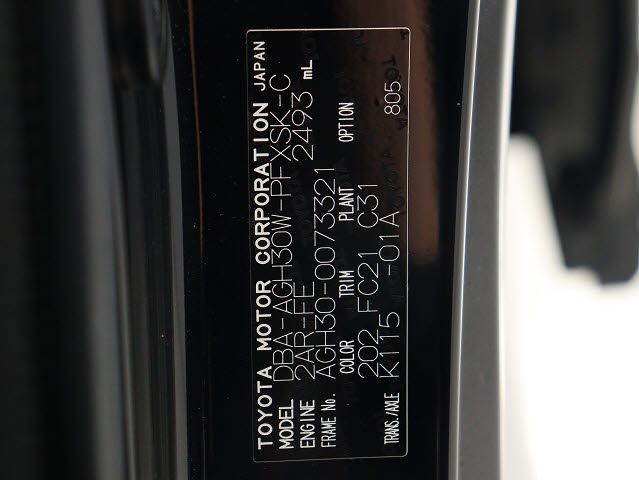 TOYOTA MOTOR CORPORATION JAPAN
MODEL DBA-AGH30W-PFXSK-C
ENGINE 2AR-FE 2493 mL
FRAME No. AGH30-0073321
COLOR TRIM PLANT OPTION
202 FC21 C31
TRANS./AXLE K115 -01A 805